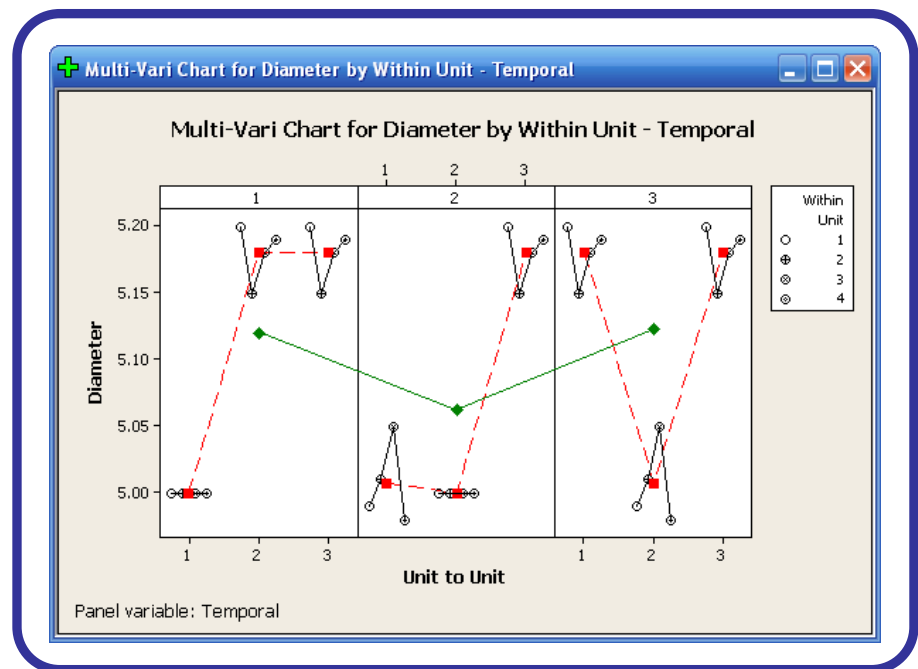 Multi-Vari Chart for Diameter by Within Unit - Temporal
Multi-Vari Chart for Diameter by Within Unit - Temporal
1 2 3
1 2 3
Within
Unit
1
2
3
4
5.20
5.15
5.10
5.05
5.00
Diameter
1 2 3 1 2 3
Unit to Unit
Panel variable: Temporal